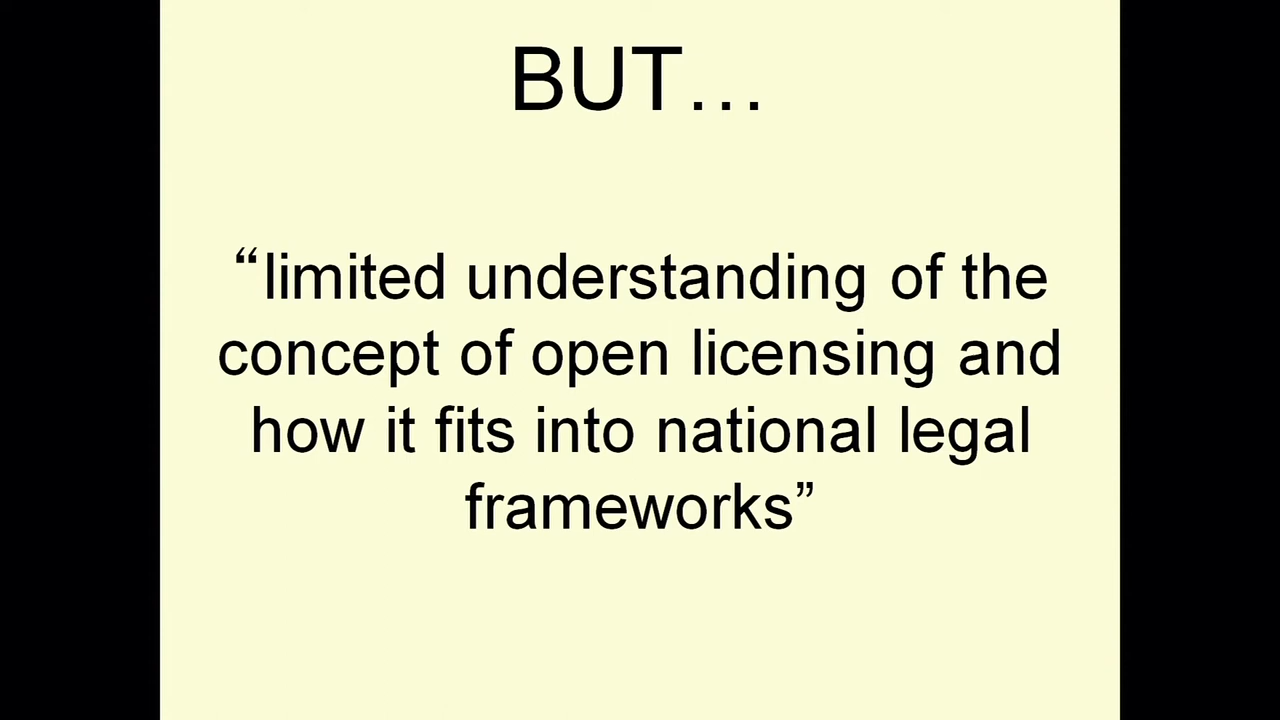 BUT...
“limited understanding of the
concept of open licensing and
how it fits into national legal
frameworks”